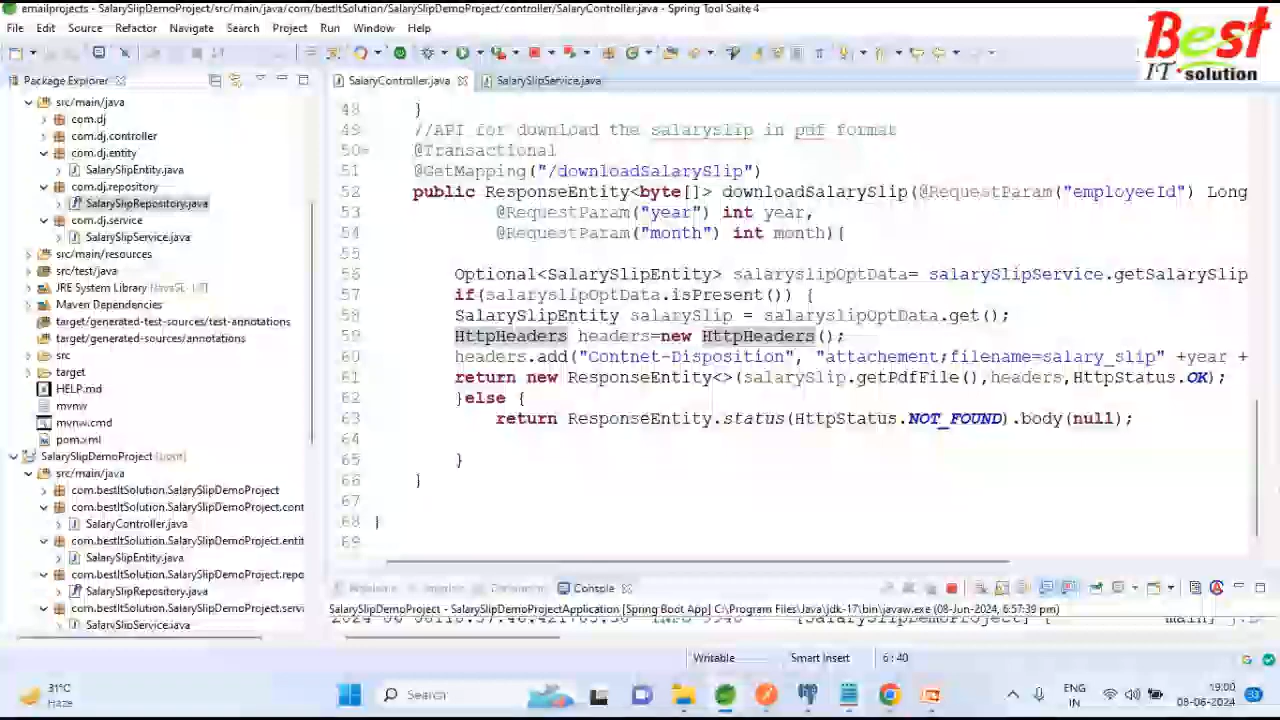 emailprojects - SalarySlipDemoProject/src/main/java/com/bestItSolution/SalarySlipDemoProject/controller/SalaryController.java - Spring Tool Suite 4
Best
IT solution
File Edit Source Refactor Navigate Search Project Run Window Help
Package Explorer
SalaryController.java SalarySlipService.java
src/main/java
com.dj
com.dj.controller
com.dj.entity
SalarySlipEntity.java
com.dj.repository
SalarySlipRepository.java
com.dj.service
SalarySlipService.java
src/main/resources
src/test/java
JRE System Library
Maven Dependencies
target/generated-test-sources/test-annotations
target/generated-sources/annotations
src
target
HELP.md
mvnw
mvnw.cmd
pom.xml
SalarySlipDemoProject [boot]
src/main/java
com.bestItSolution.SalarySlipDemoProject
com.bestItSolution.SalarySlipDemoProject.cont
SalaryController.java
com.bestItSolution.SalarySlipDemoProject.entit
SalarySlipEntity.java
com.bestItSolution.SalarySlipDemoProject.repo
SalarySlipRepository.java
com.bestItSolution.SalarySlipDemoProject.servi
SalarySlipService.java
48 }
49 //API for download the salaryslip in pdf format
50 @Transactional
51 @GetMapping("/downloadSalarySlip")
52 public ResponseEntity<byte[]> downloadSalarySlip(@RequestParam("employeeId") Long
53 @RequestParam("year") int year,
54 @RequestParam("month") int month){
55
56 Optional<SalarySlipEntity> salaryslipOptData= salarySlipService.getSalarySlip
57 if(salaryslipOptData.isPresent()) {
58 SalarySlipEntity salarySlip = salaryslipOptData.get();
59 HttpHeaders headers=new HttpHeaders();
60 headers.add("Contnet-Disposition", "attachement;filename=salary_slip" +year +
61 return new ResponseEntity<>(salarySlip.getPdfFile(),headers,HttpStatus.OK);
62 }else {
63 return ResponseEntity.status(HttpStatus.NOT_FOUND).body(null);
64
65 }
66 }
67
68 }
69
Console
SalarySlipDemoProject - SalarySlipDemoProjectApplication [Spring Boot App] C:\Program Files\Java\jdk-17\bin\javaw.exe (08-Jun-2024, 6:57:39 pm)
[SalarySlipDemoProject] [ main]
Writable Smart Insert 6 : 40
31°C
Haze
Search
ENG
IN
19:00
08-06-2024